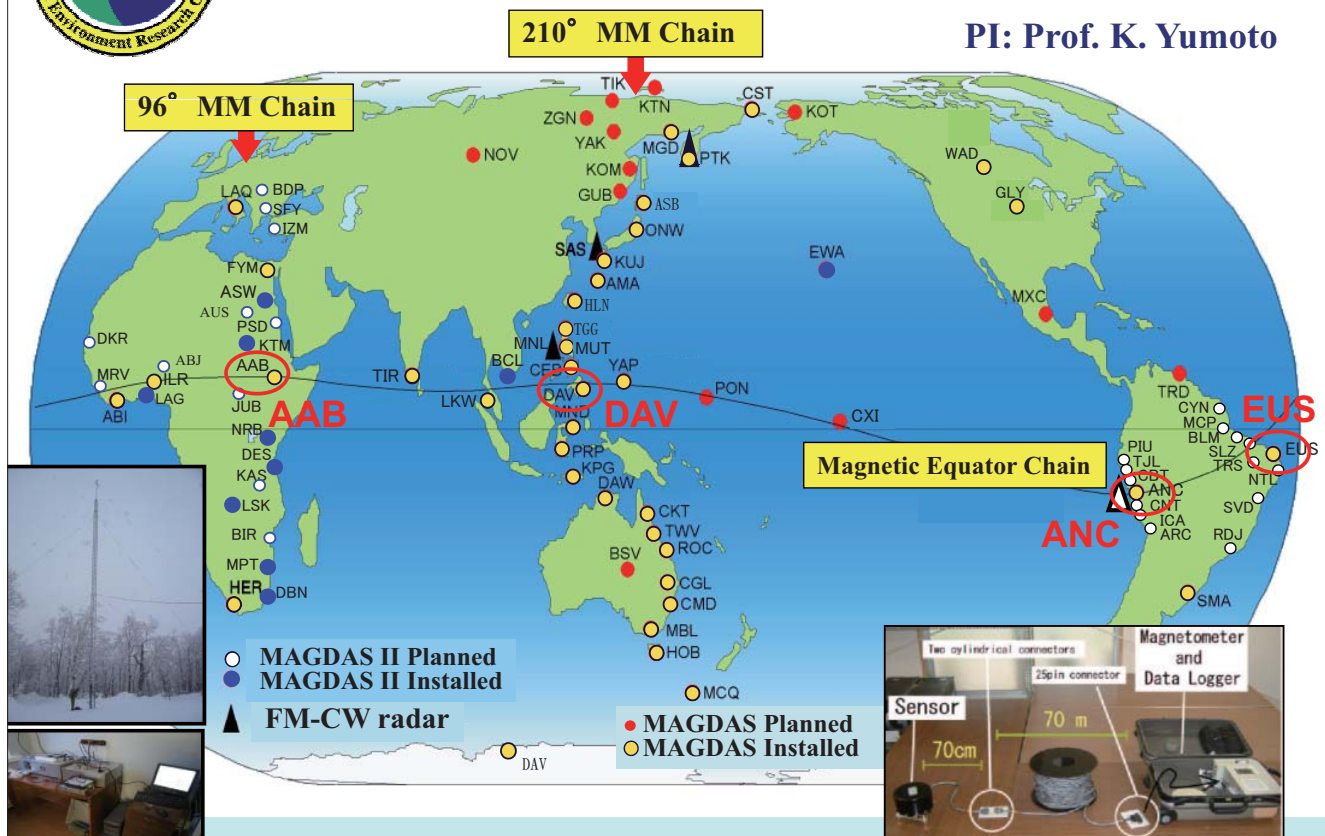 Environment Research C
210° MM Chain
PI: Prof. K. Yumoto
96° MM Chain
TIK
KTN
CST
KOT
ZGN
YAK
MGD
PTK
NOV
WAD
KOM
GUB
GLY
LAQ
BDP
SFY
IZM
ASB
ONW
SAS
KUJ
EWA
FYM
AMA
ASW
HLN
MXC
AUS
PSD
TGG
DKR
KTM
MNL
MUT
ABJ
AAB
TIR
BCL
CEB
YAP
MRV
ILR
TRD
ABI
LAG
JUB
LKW
DAV
PON
CYN
AAB
DAV
MND
CXI
MCP
EUS
NRB
BLM
DES
PRP
Magnetic Equator Chain
PIU
SLZ
EUS
KAS
KPG
TJL
TRS
CBT
NTL
LSK
DAW
ANC
CKT
CNT
SVD
BIR
TWV
ANC
ICA
ROC
ARC
RDJ
MPT
BSV
HER
DBN
CGL
CMD
SMA
MBL
HOB
MAGDAS II Planned
MAGDAS II Installed
FM-CW radar
MCQ
MAGDAS Planned
MAGDAS Installed
DAV
Two cylindrical connectors
Magnetometer
and
Data Logger
25pin connector
Sensor
70 m
70cm